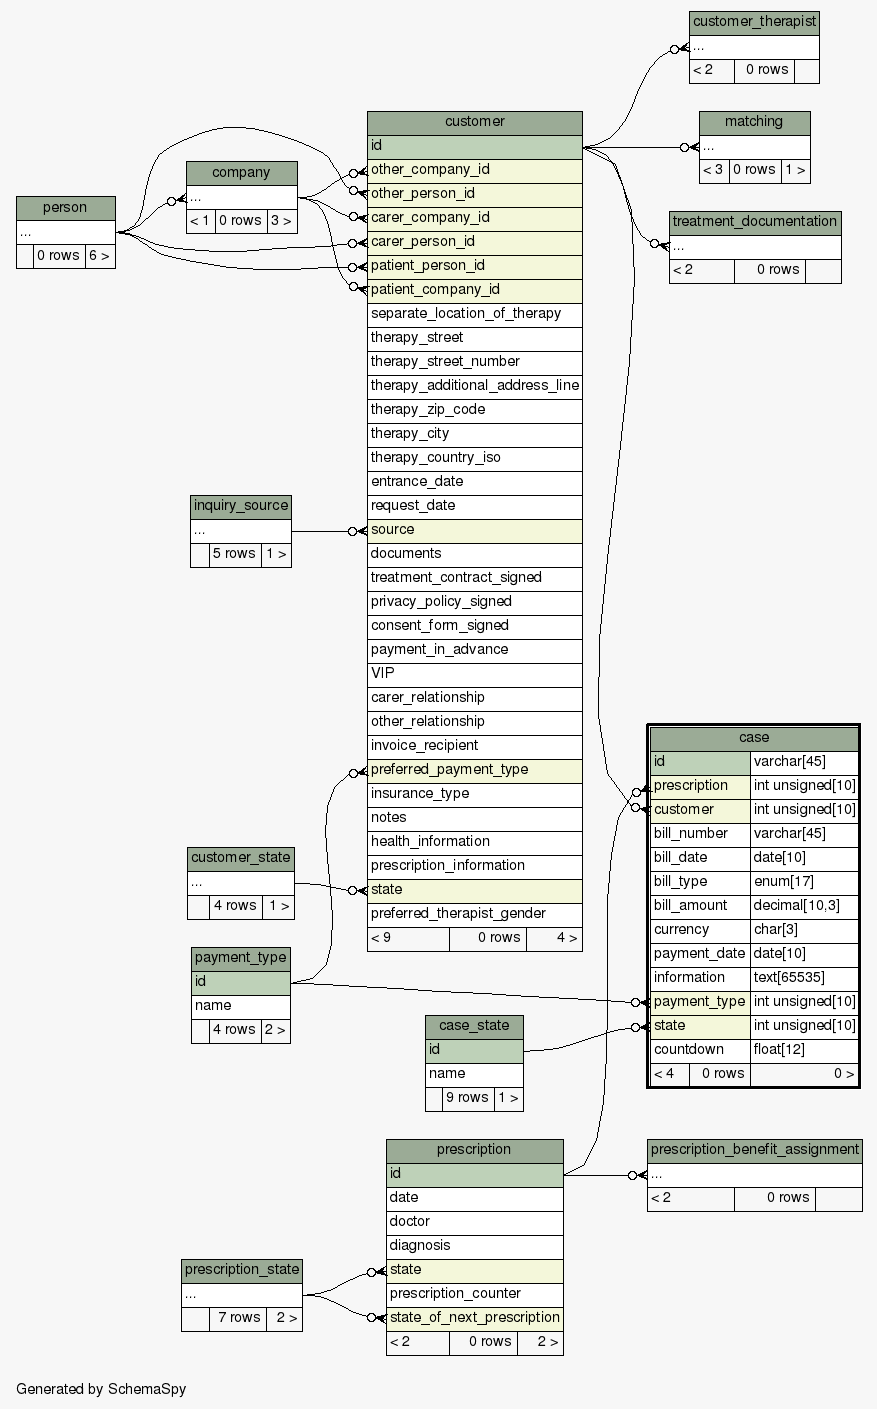 customer_therapist
...
< 2 0 rows
customer
id
other_company_id
other_person_id
carer_company_id
carer_person_id
patient_person_id
patient_company_id
separate_location_of_therapy
therapy_street
therapy_street_number
therapy_additional_address_line
therapy_zip_code
therapy_city
therapy_country_iso
entrance_date
request_date
source
documents
treatment_contract_signed
privacy_policy_signed
consent_form_signed
payment_in_advance
VIP
carer_relationship
other_relationship
invoice_recipient
preferred_payment_type
insurance_type
notes
health_information
prescription_information
state
preferred_therapist_gender
< 9 0 rows 4 >
matching
...
< 3 0 rows 1 >
company
...
< 1 0 rows 3 >
person
...
0 rows 6 >
treatment_documentation
...
< 2 0 rows
inquiry_source
...
5 rows 1 >
case
id varchar[45]
prescription int unsigned[10]
customer int unsigned[10]
bill_number varchar[45]
bill_date date[10]
bill_type enum[17]
bill_amount decimal[10,3]
currency char[3]
payment_date date[10]
information text[65535]
payment_type int unsigned[10]
state int unsigned[10]
countdown float[12]
< 4 0 rows 0 >
customer_state
...
4 rows 1 >
payment_type
id
name
4 rows 2 >
case_state
id
name
9 rows 1 >
prescription
id
date
doctor
diagnosis
state
prescription_counter
state_of_next_prescription
< 2 0 rows 2 >
prescription_benefit_assignment
...
< 2 0 rows
prescription_state
...
7 rows 2 >
Generated by SchemaSpy